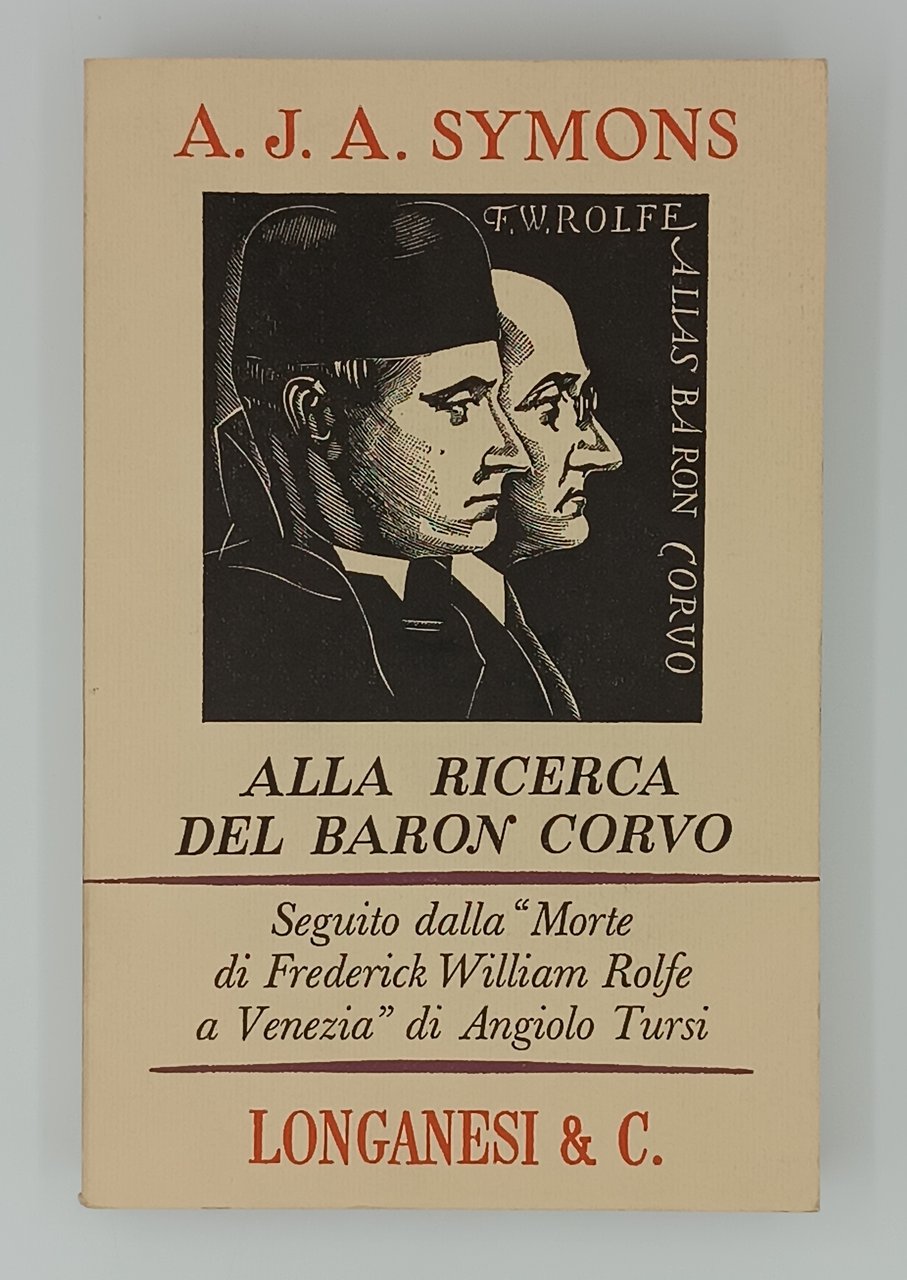 A. J. A. SYMONS
F. W. ROLFE
ALIAS BARON CORVO
ALLA RICERCA
DEL BARON CORVO
Seguito dalla “Morte
di Frederick William Rolfe
a Venezia” di Angiolo Tursi
LONGANESI & C.